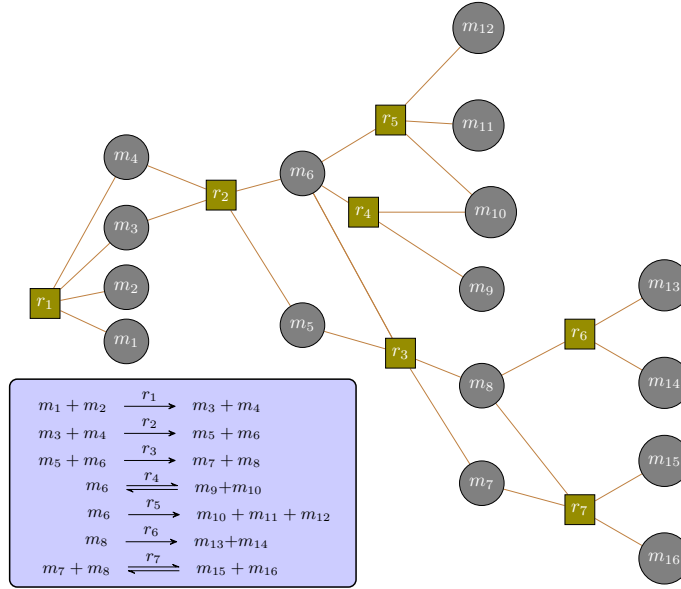 m₁₂
r₅
m₁₁
m₄
m₆
r₂
r₄
m₁₀
m₃
m₂
m₉
m₁₃
r₁
m₁
m₅
r₆
r₃
m₈
m₁₄
m₁ + m₂ r₁⟶ m₃ + m₄
m₃ + m₄ r₂⟶ m₅ + m₆
m₅ + m₆ r₃⟶ m₇ + m₈
m₆ r₄⇌ m₉+m₁₀
m₆ r₅⟶ m₁₀ + m₁₁ + m₁₂
m₈ r₆⟶ m₁₃+m₁₄
m₇ + m₈ r₇⇌ m₁₅ + m₁₆
m₁₅
m₇
r₇
m₁₆